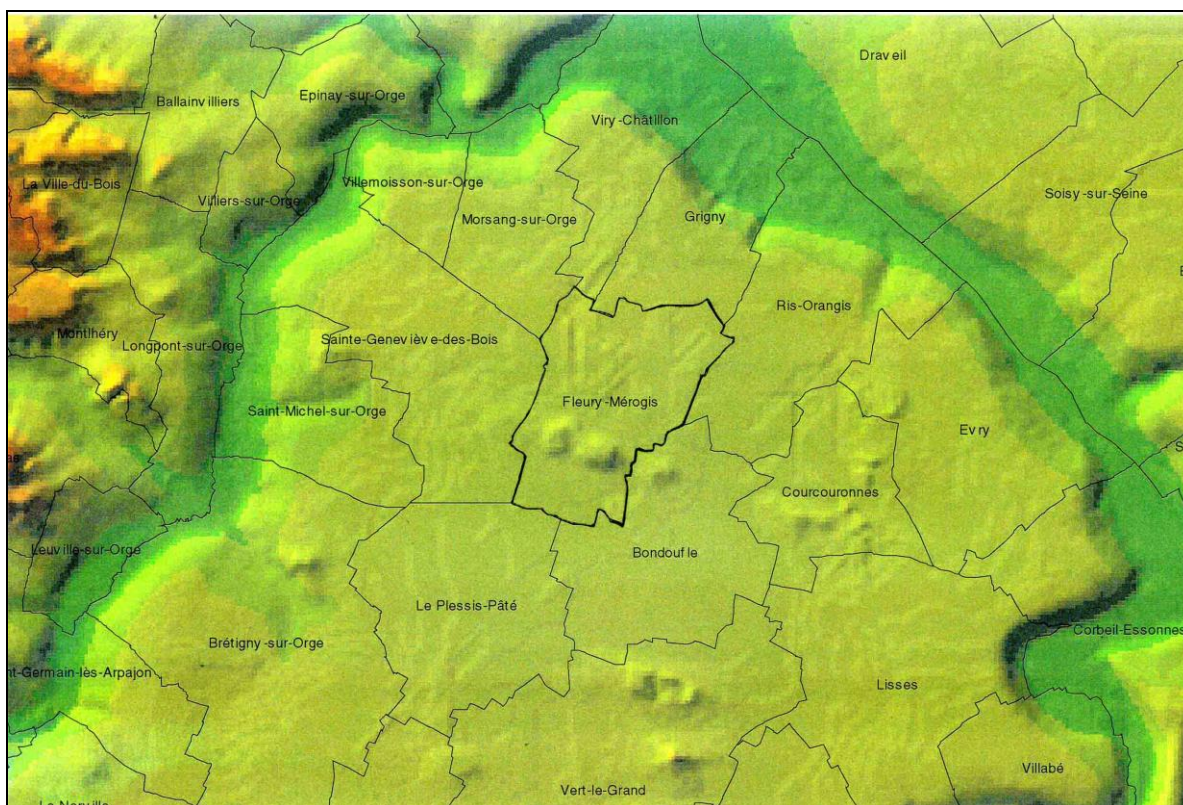 Draveil
Ballainvilliers
Epinay-sur-Orge
Viry-Châtillon
La Ville-du-Bois
Villemoisson-sur-Orge
Villiers-sur-Orge
Morsang-sur-Orge
Grigny
Soisy-sur-Seine
Ris-Orangis
Montlhéry
Longpont-sur-Orge
Sainte-Geneviève-des-Bois
Fleury-Mérogis
Saint-Michel-sur-Orge
Evry
Courcouronnes
Leuville-sur-Orge
Bondoufle
Le Plessis-Pâté
Corbeil-Essonnes
Brétigny-sur-Orge
nt-Germain-lès-Arpajon
Lisses
Villabé
Vert-le-Grand
La Norville